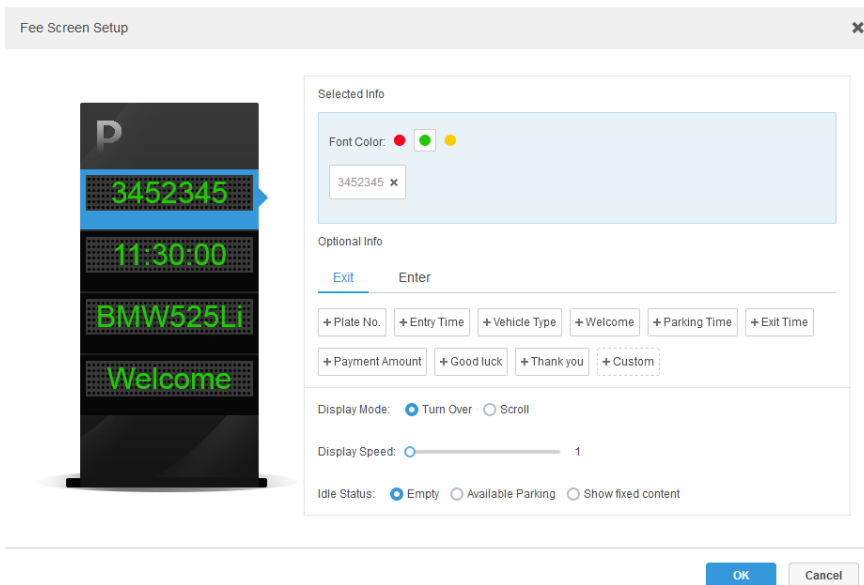 Fee Screen Setup
P
3452345
11:30:00
BMW525Li
Welcome
Selected Info
Font Color:
3452345
Optional Info
Exit Enter
+ Plate No. + Entry Time + Vehicle Type + Welcome + Parking Time + Exit Time
+ Payment Amount + Good luck + Thank you + Custom
Display Mode: Turn Over Scroll
Display Speed: 1
Idle Status: Empty Available Parking Show fixed content
OK Cancel